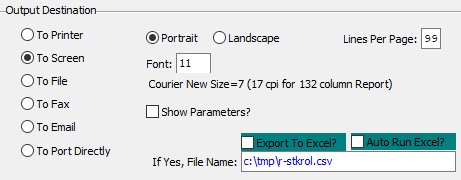 Output Destination
To Printer
To Screen
To File
To Fax
To Email
To Port Directly
Portrait
Landscape
Lines Per Page: 99
Font: 11
Courier New Size=7 (17 cpi for 132 column Report)
Show Parameters?
Export To Excel?
Auto Run Excel?
If Yes, File Name: c:\tmp\r-stkrol.csv